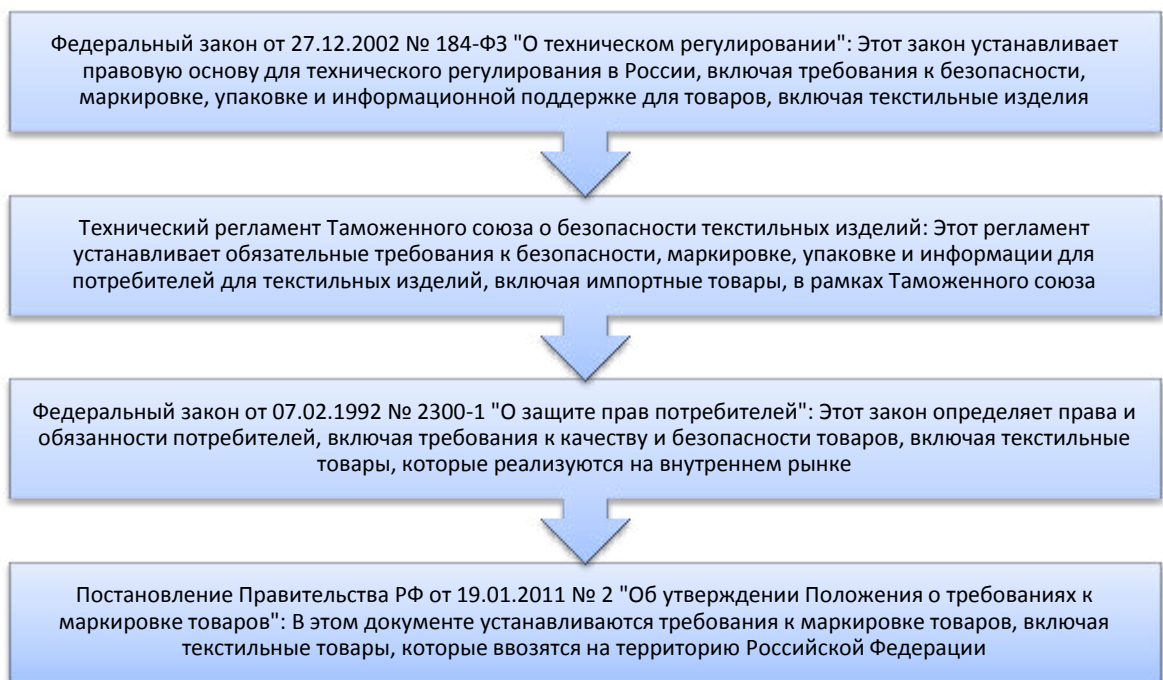 Федеральный закон от 27.12.2002 № 184-ФЗ "О техническом регулировании": Этот закон устанавливает
правовую основу для технического регулирования в России, включая требования к безопасности,
маркировке, упаковке и информационной поддержке для товаров, включая текстильные изделия
Технический регламент Таможенного союза о безопасности текстильных изделий: Этот регламент
устанавливает обязательные требования к безопасности, маркировке, упаковке и информации для
потребителей для текстильных изделий, включая импортные товары, в рамках Таможенного союза
Федеральный закон от 07.02.1992 № 2300-1 "О защите прав потребителей": Этот закон определяет права и
обязанности потребителей, включая требования к качеству и безопасности товаров, включая текстильные
товары, которые реализуются на внутреннем рынке
Постановление Правительства РФ от 19.01.2011 № 2 "Об утверждении Положения о требованиях к
маркировке товаров": В этом документе устанавливаются требования к маркировке товаров, включая
текстильные товары, которые ввозятся на территорию Российской Федерации